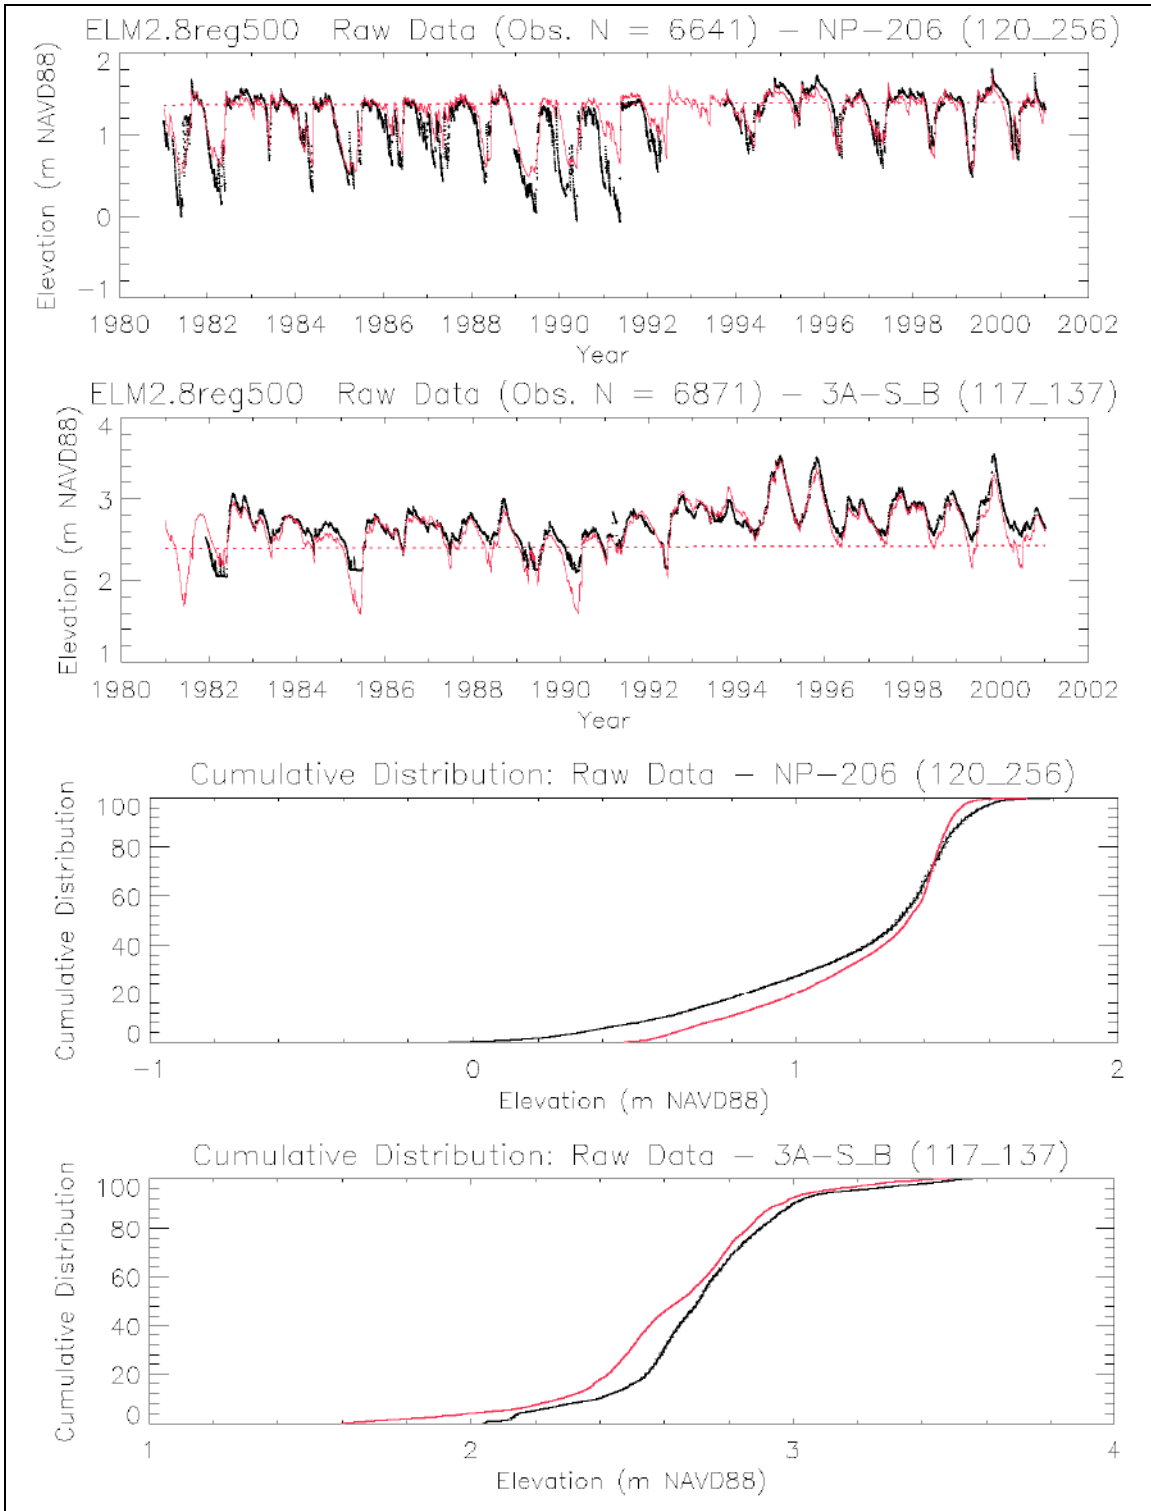 ELM2.8reg500 Raw Data (Obs. N = 6641) - NP-206 (120_256)
Elevation (m NAVD88)
2
1
0
-1
1980 1982 1984 1986 1988 1990 1992 1994 1996 1998 2000 2002
Year
ELM2.8reg500 Raw Data (Obs. N = 6871) - 3A-S_B (117_137)
Elevation (m NAVD88)
4
3
2
1
1980 1982 1984 1986 1988 1990 1992 1994 1996 1998 2000 2002
Year
Cumulative Distribution: Raw Data - NP-206 (120_256)
Cumulative Distribution
100
80
60
40
20
0
-1 0 1 2
Elevation (m NAVD88)
Cumulative Distribution: Raw Data - 3A-S_B (117_137)
Cumulative Distribution
100
80
60
40
20
0
1 2 3 4
Elevation (m NAVD88)